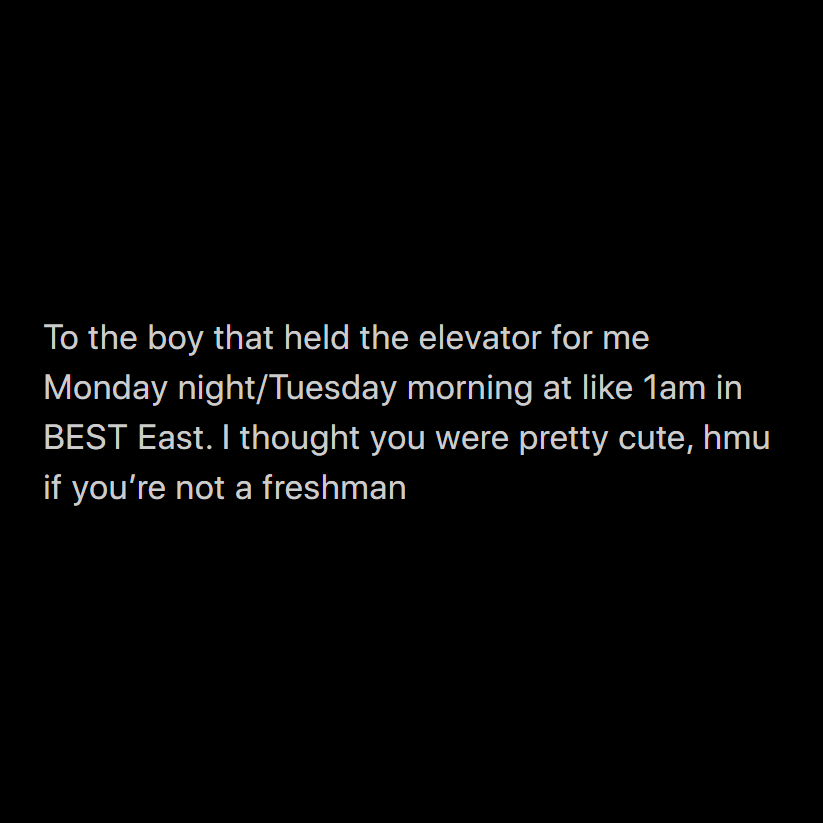 To the boy that held the elevator for me
Monday night/Tuesday morning at like 1am in
BEST East. I thought you were pretty cute, hmu
if you’re not a freshman